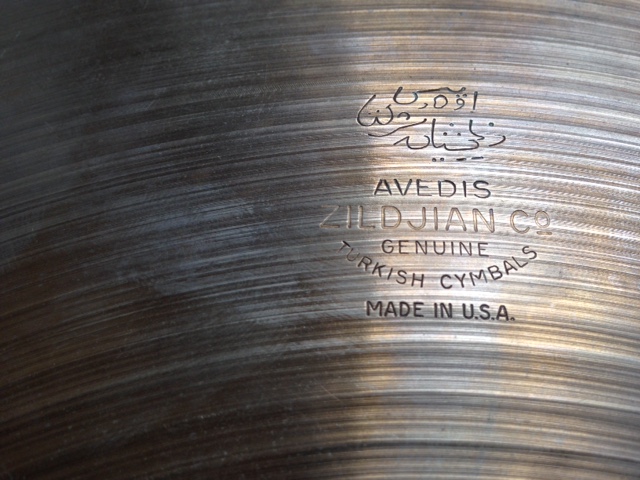 AVEDIS
ZILDJIAN Co
GENUINE
TURKISH CYMBALS
MADE IN U.S.A.